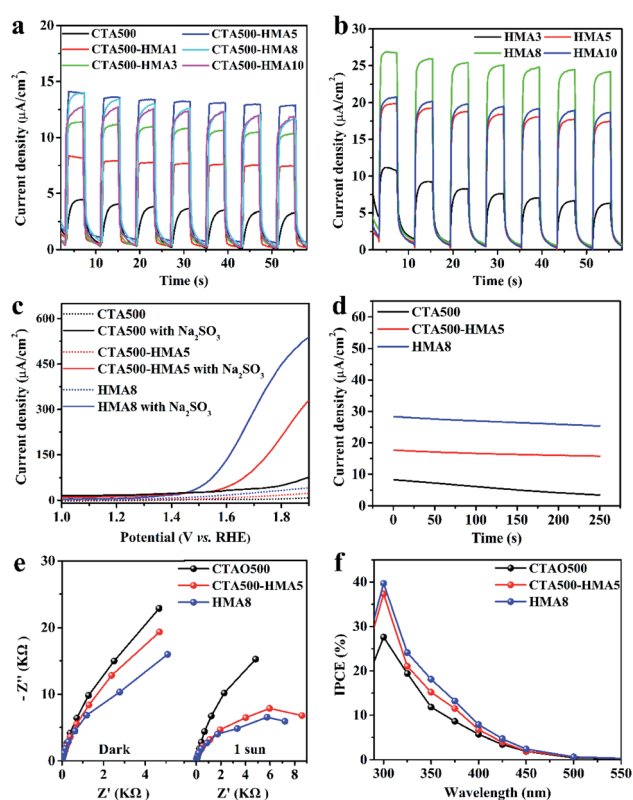 a
CTA500 CTA500-HMA5
CTA500-HMA1 CTA500-HMA8
CTA500-HMA3 CTA500-HMA10
Current density (μA/cm²)
25
20
15
10
5
0
10 20 30 40 50
Time (s)
b
HMA3 HMA5
HMA8 HMA10
Current density (μA/cm²)
35
30
25
20
15
10
5
0
10 20 30 40 50
Time (s)
c
CTA500
CTA500 with Na₂SO₃
CTA500-HMA5
CTA500-HMA5 with Na₂SO₃
HMA8
HMA8 with Na₂SO₃
Current density (μA/cm²)
600
450
300
150
0
1.0 1.2 1.4 1.6 1.8
Potential (V vs. RHE)
d
CTA500
CTA500-HMA5
HMA8
Current density (μA/cm²)
60
50
40
30
20
10
0
0 50 100 150 200 250
Time (s)
e
CTAO500
CTA500-HMA5
HMA8
- Z'' (KΩ)
30
20
10
0
Dark 1 sun
0 2 4 0 2 4 6 8
Z' (KΩ) Z' (KΩ)
f
CTAO500
CTA500-HMA5
HMA8
IPCE (%)
40
30
20
10
0
300 350 400 450 500 550
Wavelength (nm)